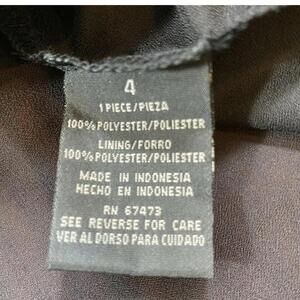 4
1 PIECE/PIEZA
100% POLYESTER/POLIESTER
LINING/FORRO
100% POLYESTER/POLIESTER
MADE IN INDONESIA
HECHO EN INDONESIA
RN 67473
SEE REVERSE FOR CARE
VER AL DORSO PARA CUIDADO